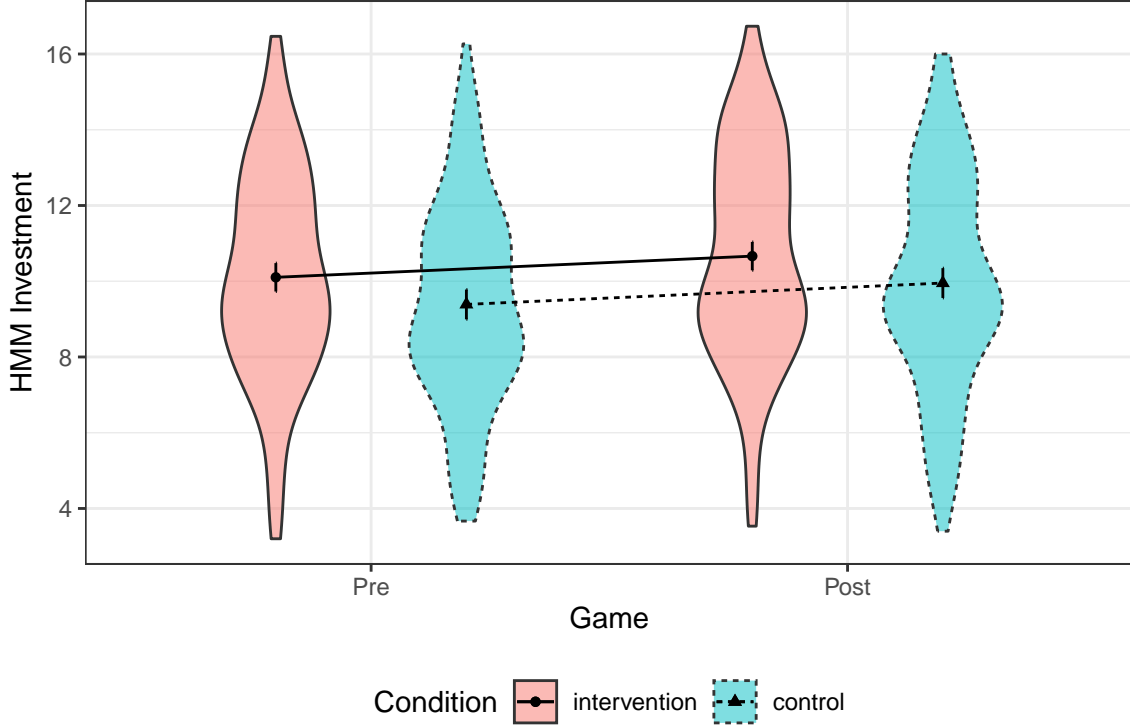 HMM Investment
16
12
8
4
Pre Post
Game
Condition intervention control